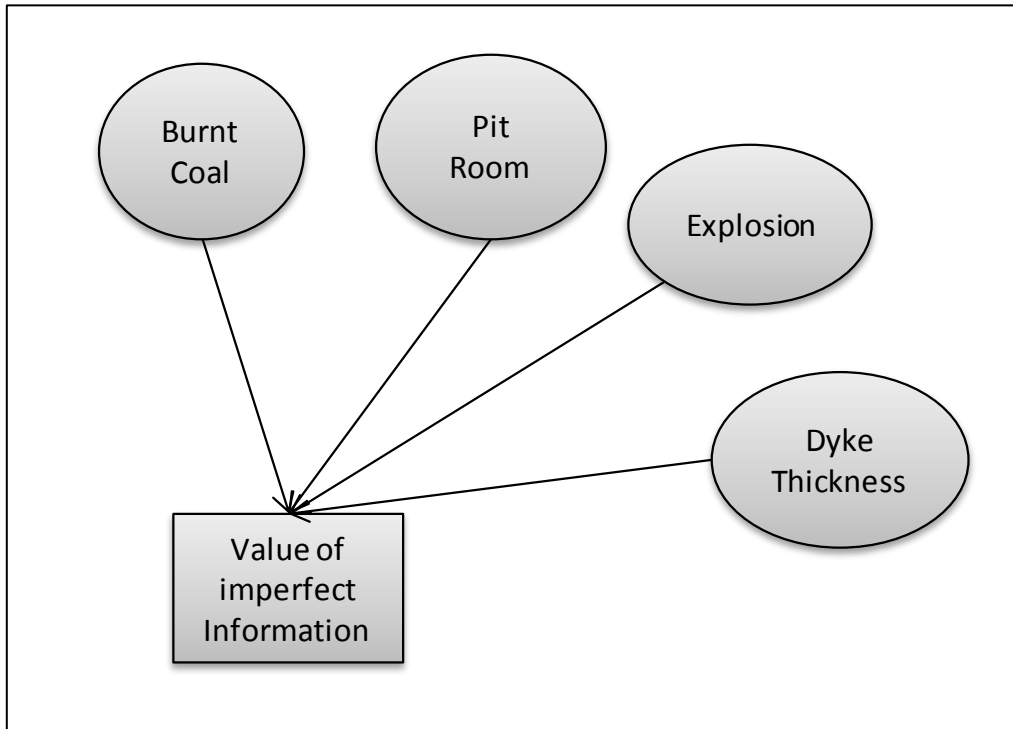 Burnt
Coal
Pit
Room
Explosion
Dyke
Thickness
Value of
imperfect
Information